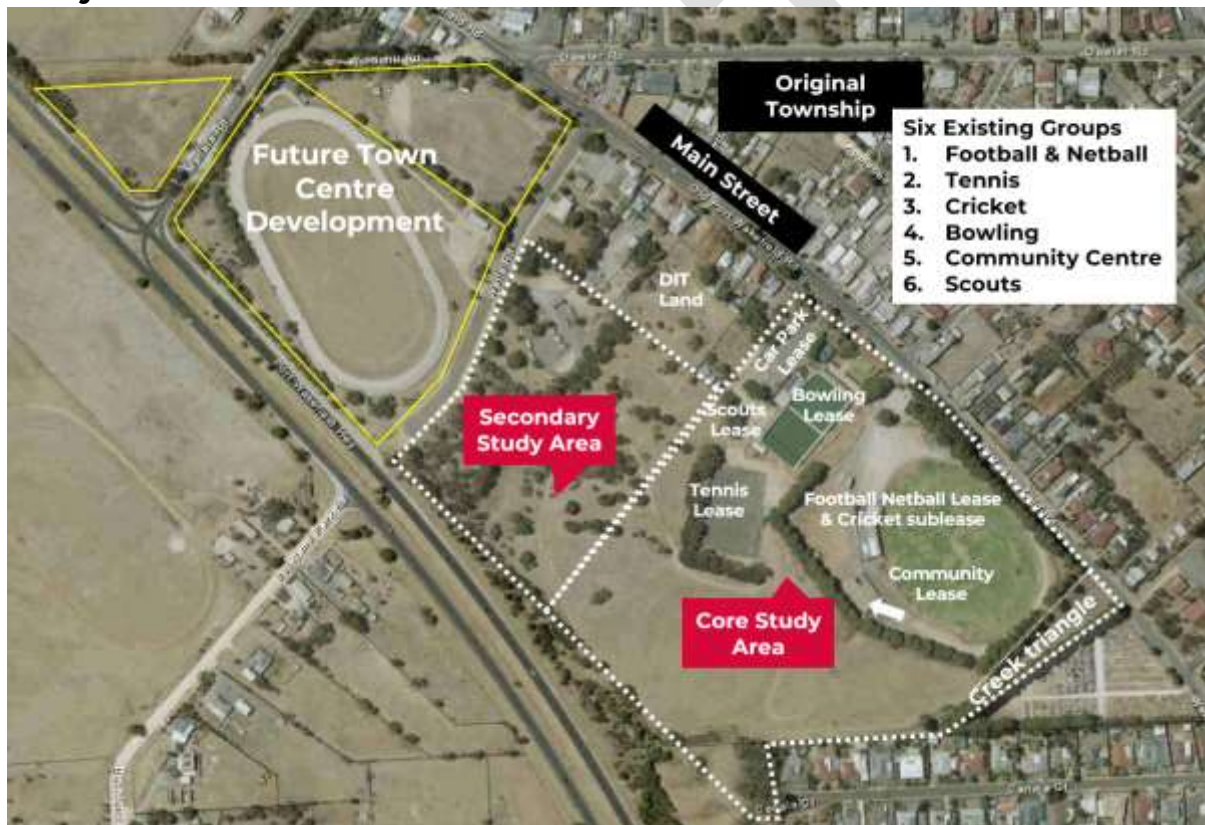 Original
Township
Main Street
Six Existing Groups
1. Football & Netball
2. Tennis
3. Cricket
4. Bowling
5. Community Centre
6. Scouts
Future Town
Centre
Development
DIT
Land
Car Park
Lease
Scouts
Lease
Bowling
Lease
Secondary
Study Area
Tennis
Lease
Football Netball Lease
& Cricket sublease
Community
Lease
Core Study
Area
Creek triangle